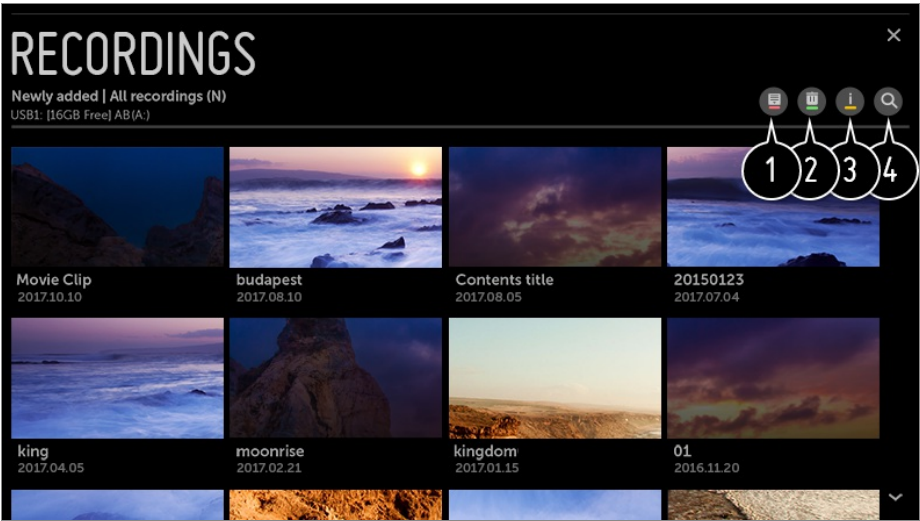 RECORDINGS
Newly added | All recordings (N)
USB1: [16GB Free] AB(A:)
1 2 3 4
Movie Clip
2017.10.10
budapest
2017.08.10
Contents title
2017.08.05
20150123
2017.07.04
king
2017.04.05
moonrise
2017.02.21
kingdom
2017.01.15
01
2016.11.20